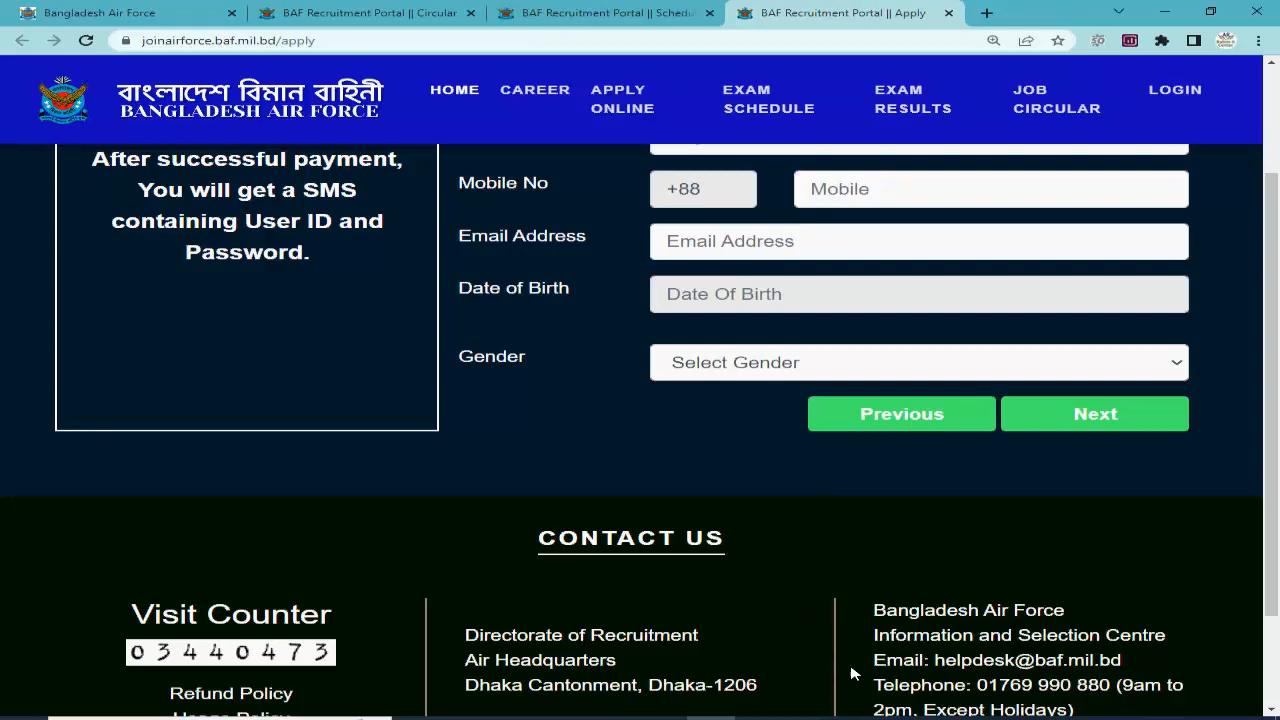 Bangladesh Air Force
BAF Recruitment Portal || Circular
BAF Recruitment Portal || Schedu
BAF Recruitment Portal || Apply
joinairforce.baf.mil.bd/apply
বাংলাদেশ বিমান বাহিনী
BANGLADESH AIR FORCE
HOME
CAREER
APPLY
ONLINE
EXAM
SCHEDULE
EXAM
RESULTS
JOB
CIRCULAR
LOGIN
After successful payment,
You will get a SMS
containing User ID and
Password.
Mobile No
+88
Mobile
Email Address
Email Address
Date of Birth
Date Of Birth
Gender
Select Gender
Previous
Next
CONTACT US
Visit Counter
03440473
Refund Policy
Directorate of Recruitment
Air Headquarters
Dhaka Cantonment, Dhaka-1206
Bangladesh Air Force
Information and Selection Centre
Email: helpdesk@baf.mil.bd
Telephone: 01769 990 880 (9am to
2pm, Except Holidays)